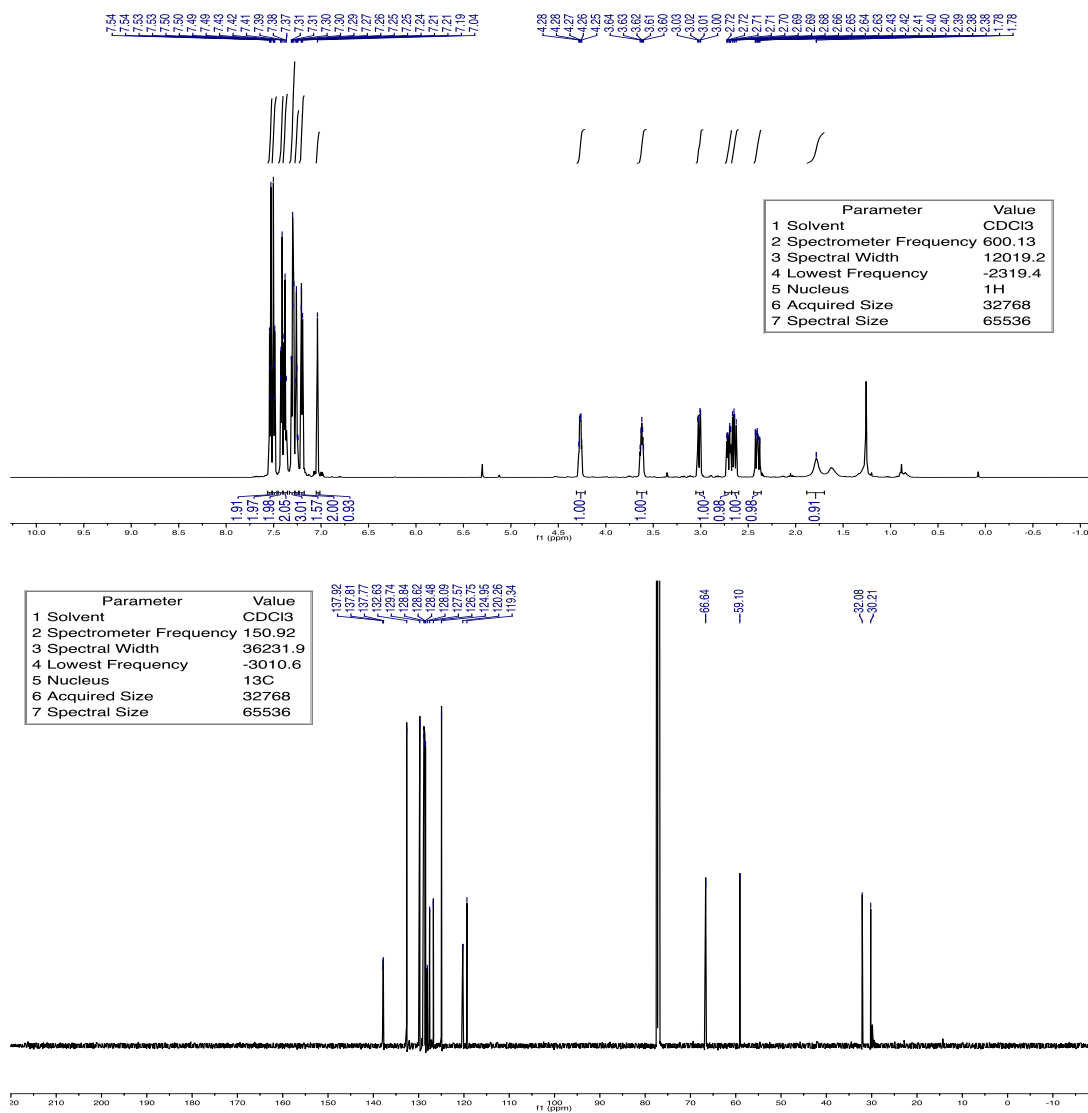 7.54 7.54 7.53 7.53 7.50 7.50 7.49 7.49 7.43 7.42 7.41 7.39 7.38 7.37 7.31 7.31 7.30 7.30 7.29 7.27 7.26 7.25 7.25 7.24 7.21 7.21 7.19 7.04 4.28 4.28 4.27 4.26 4.25 3.64 3.63 3.62 3.61 3.60 3.03 3.02 3.01 3.00 2.72 2.72 2.71 2.71 2.70 2.69 2.69 2.68 2.66 2.65 2.64 2.63 2.43 2.42 2.41 2.40 2.40 2.39 2.38 2.38 1.78 1.78
Parameter Value
1 Solvent CDCl3
2 Spectrometer Frequency 600.13
3 Spectral Width 12019.2
4 Lowest Frequency -2319.4
5 Nucleus 1H
6 Acquired Size 32768
7 Spectral Size 65536
1.91 1.97 1.98 2.05 3.01 1.57 2.00 0.93 1.00 1.00 1.00 0.98 1.00 0.98 0.91
10.0 9.5 9.0 8.5 8.0 7.5 7.0 6.5 6.0 5.5 5.0 4.5 4.0 3.5 3.0 2.5 2.0 1.5 1.0 0.5 0.0 -0.5 -1.0
f1 (ppm)
137.92 137.81 137.77 132.63 129.74 128.84 128.62 128.48 128.09 127.57 126.75 124.95 120.26 119.34 66.64 59.10 32.08 30.21
Parameter Value
1 Solvent CDCl3
2 Spectrometer Frequency 150.92
3 Spectral Width 36231.9
4 Lowest Frequency -3010.6
5 Nucleus 13C
6 Acquired Size 32768
7 Spectral Size 65536
20 210 200 190 180 170 160 150 140 130 120 110 100 90 80 70 60 50 40 30 20 10 0 -10
f1 (ppm)